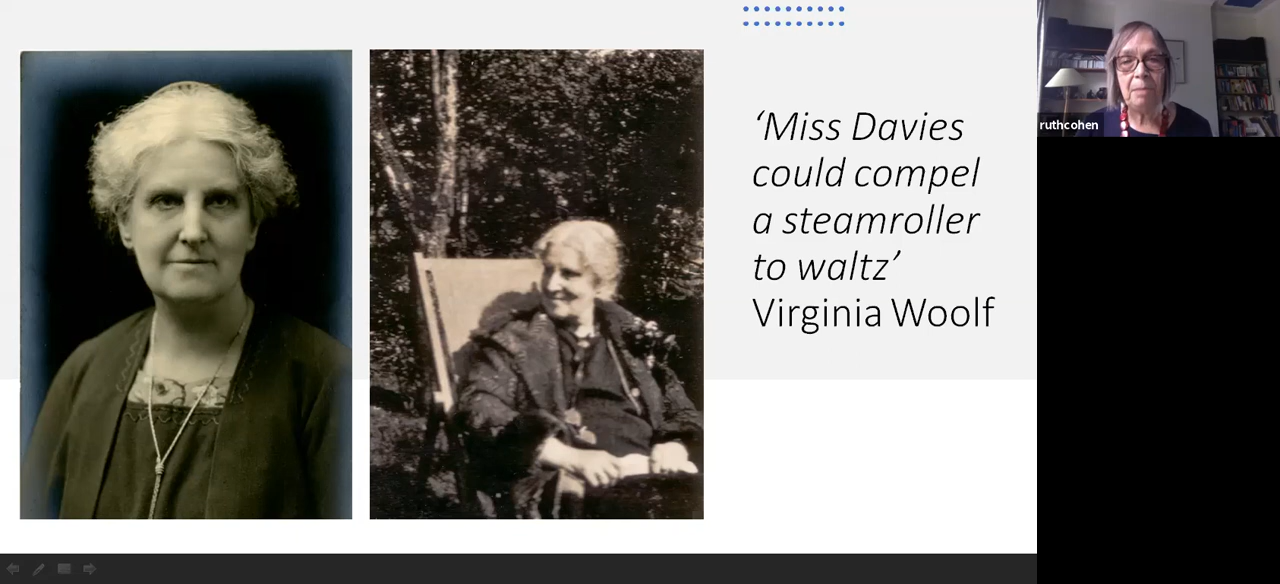 ‘Miss Davies
could compel
a steamroller
to waltz’
Virginia Woolf
ruthcohen